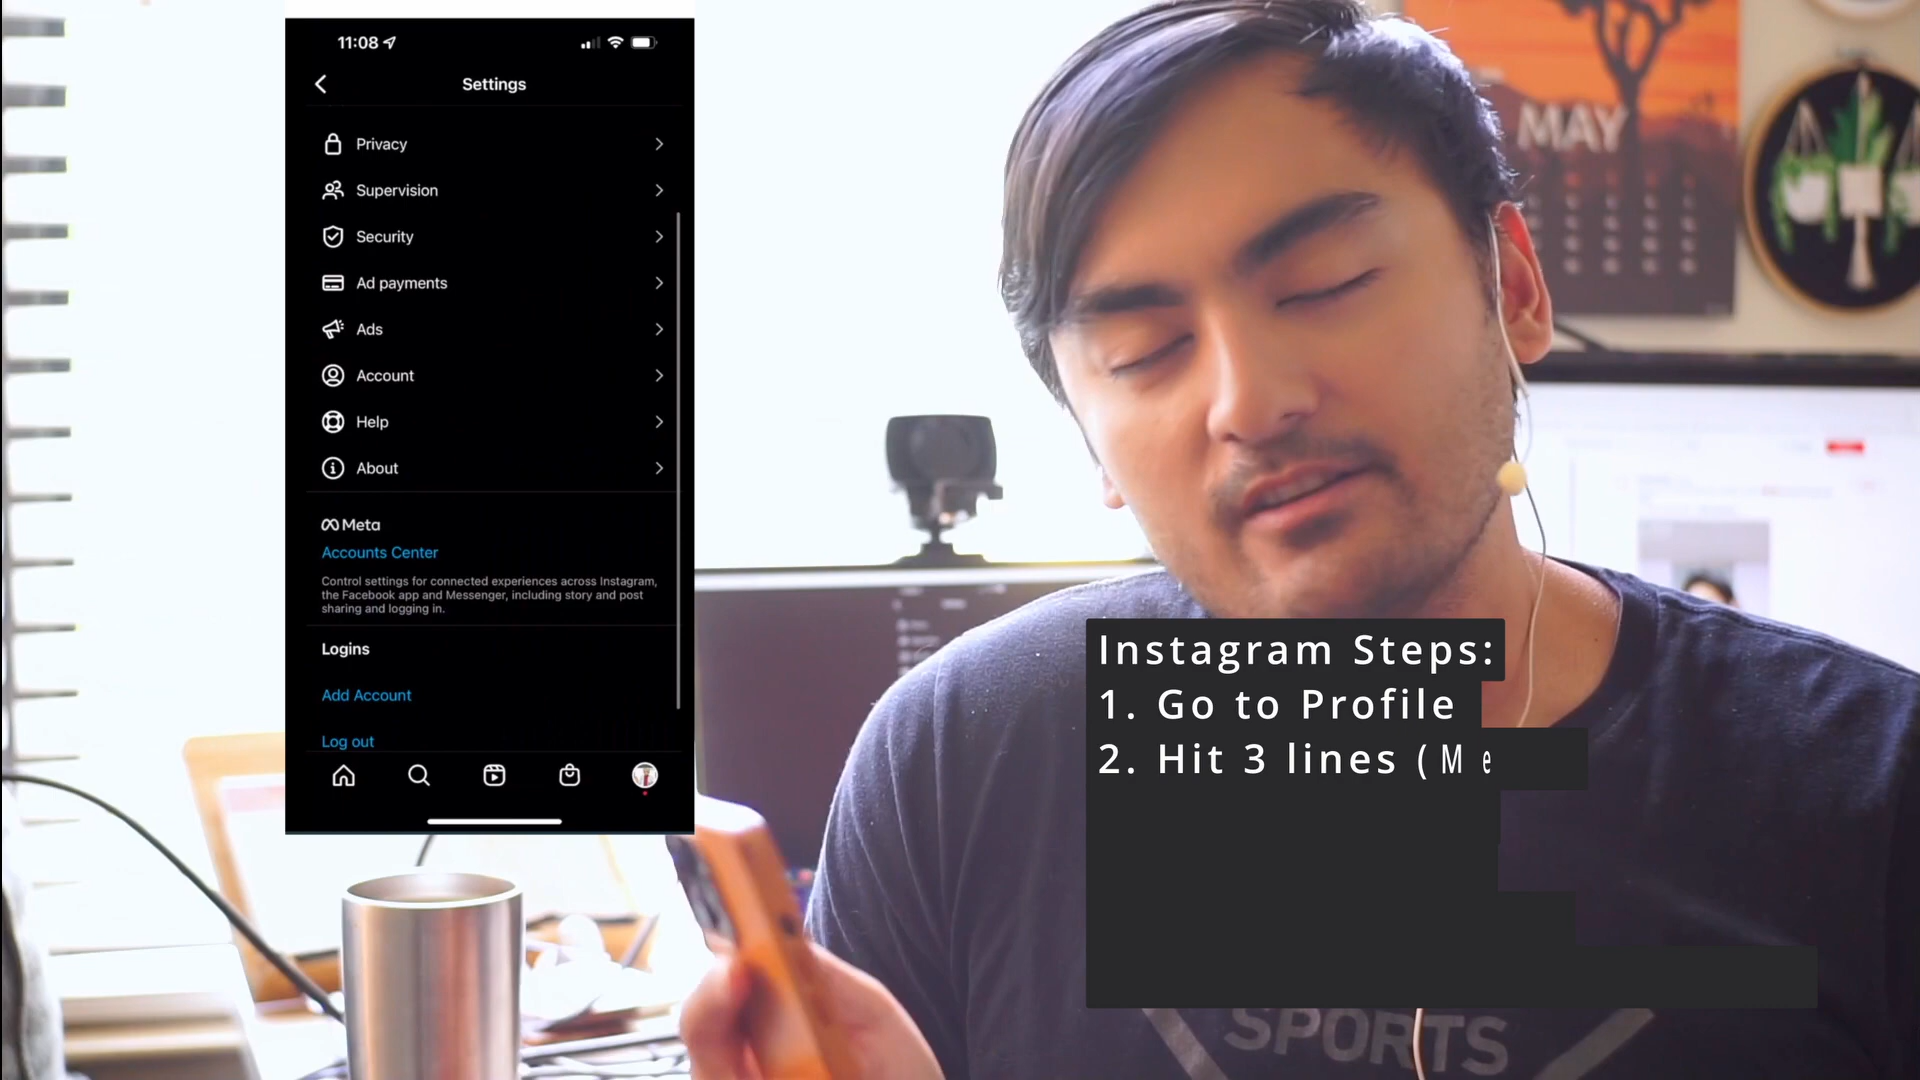 11:08
Settings
Privacy
Supervision
Security
Ad payments
Ads
Account
Help
About
Meta
Accounts Center
Control settings for connected experiences across Instagram,
the Facebook app and Messenger, including story and post
sharing and logging in.
Logins
Add Account
Log out
MAY
Instagram Steps:
1. Go to Profile
2. Hit 3 lines (Me
SPORTS